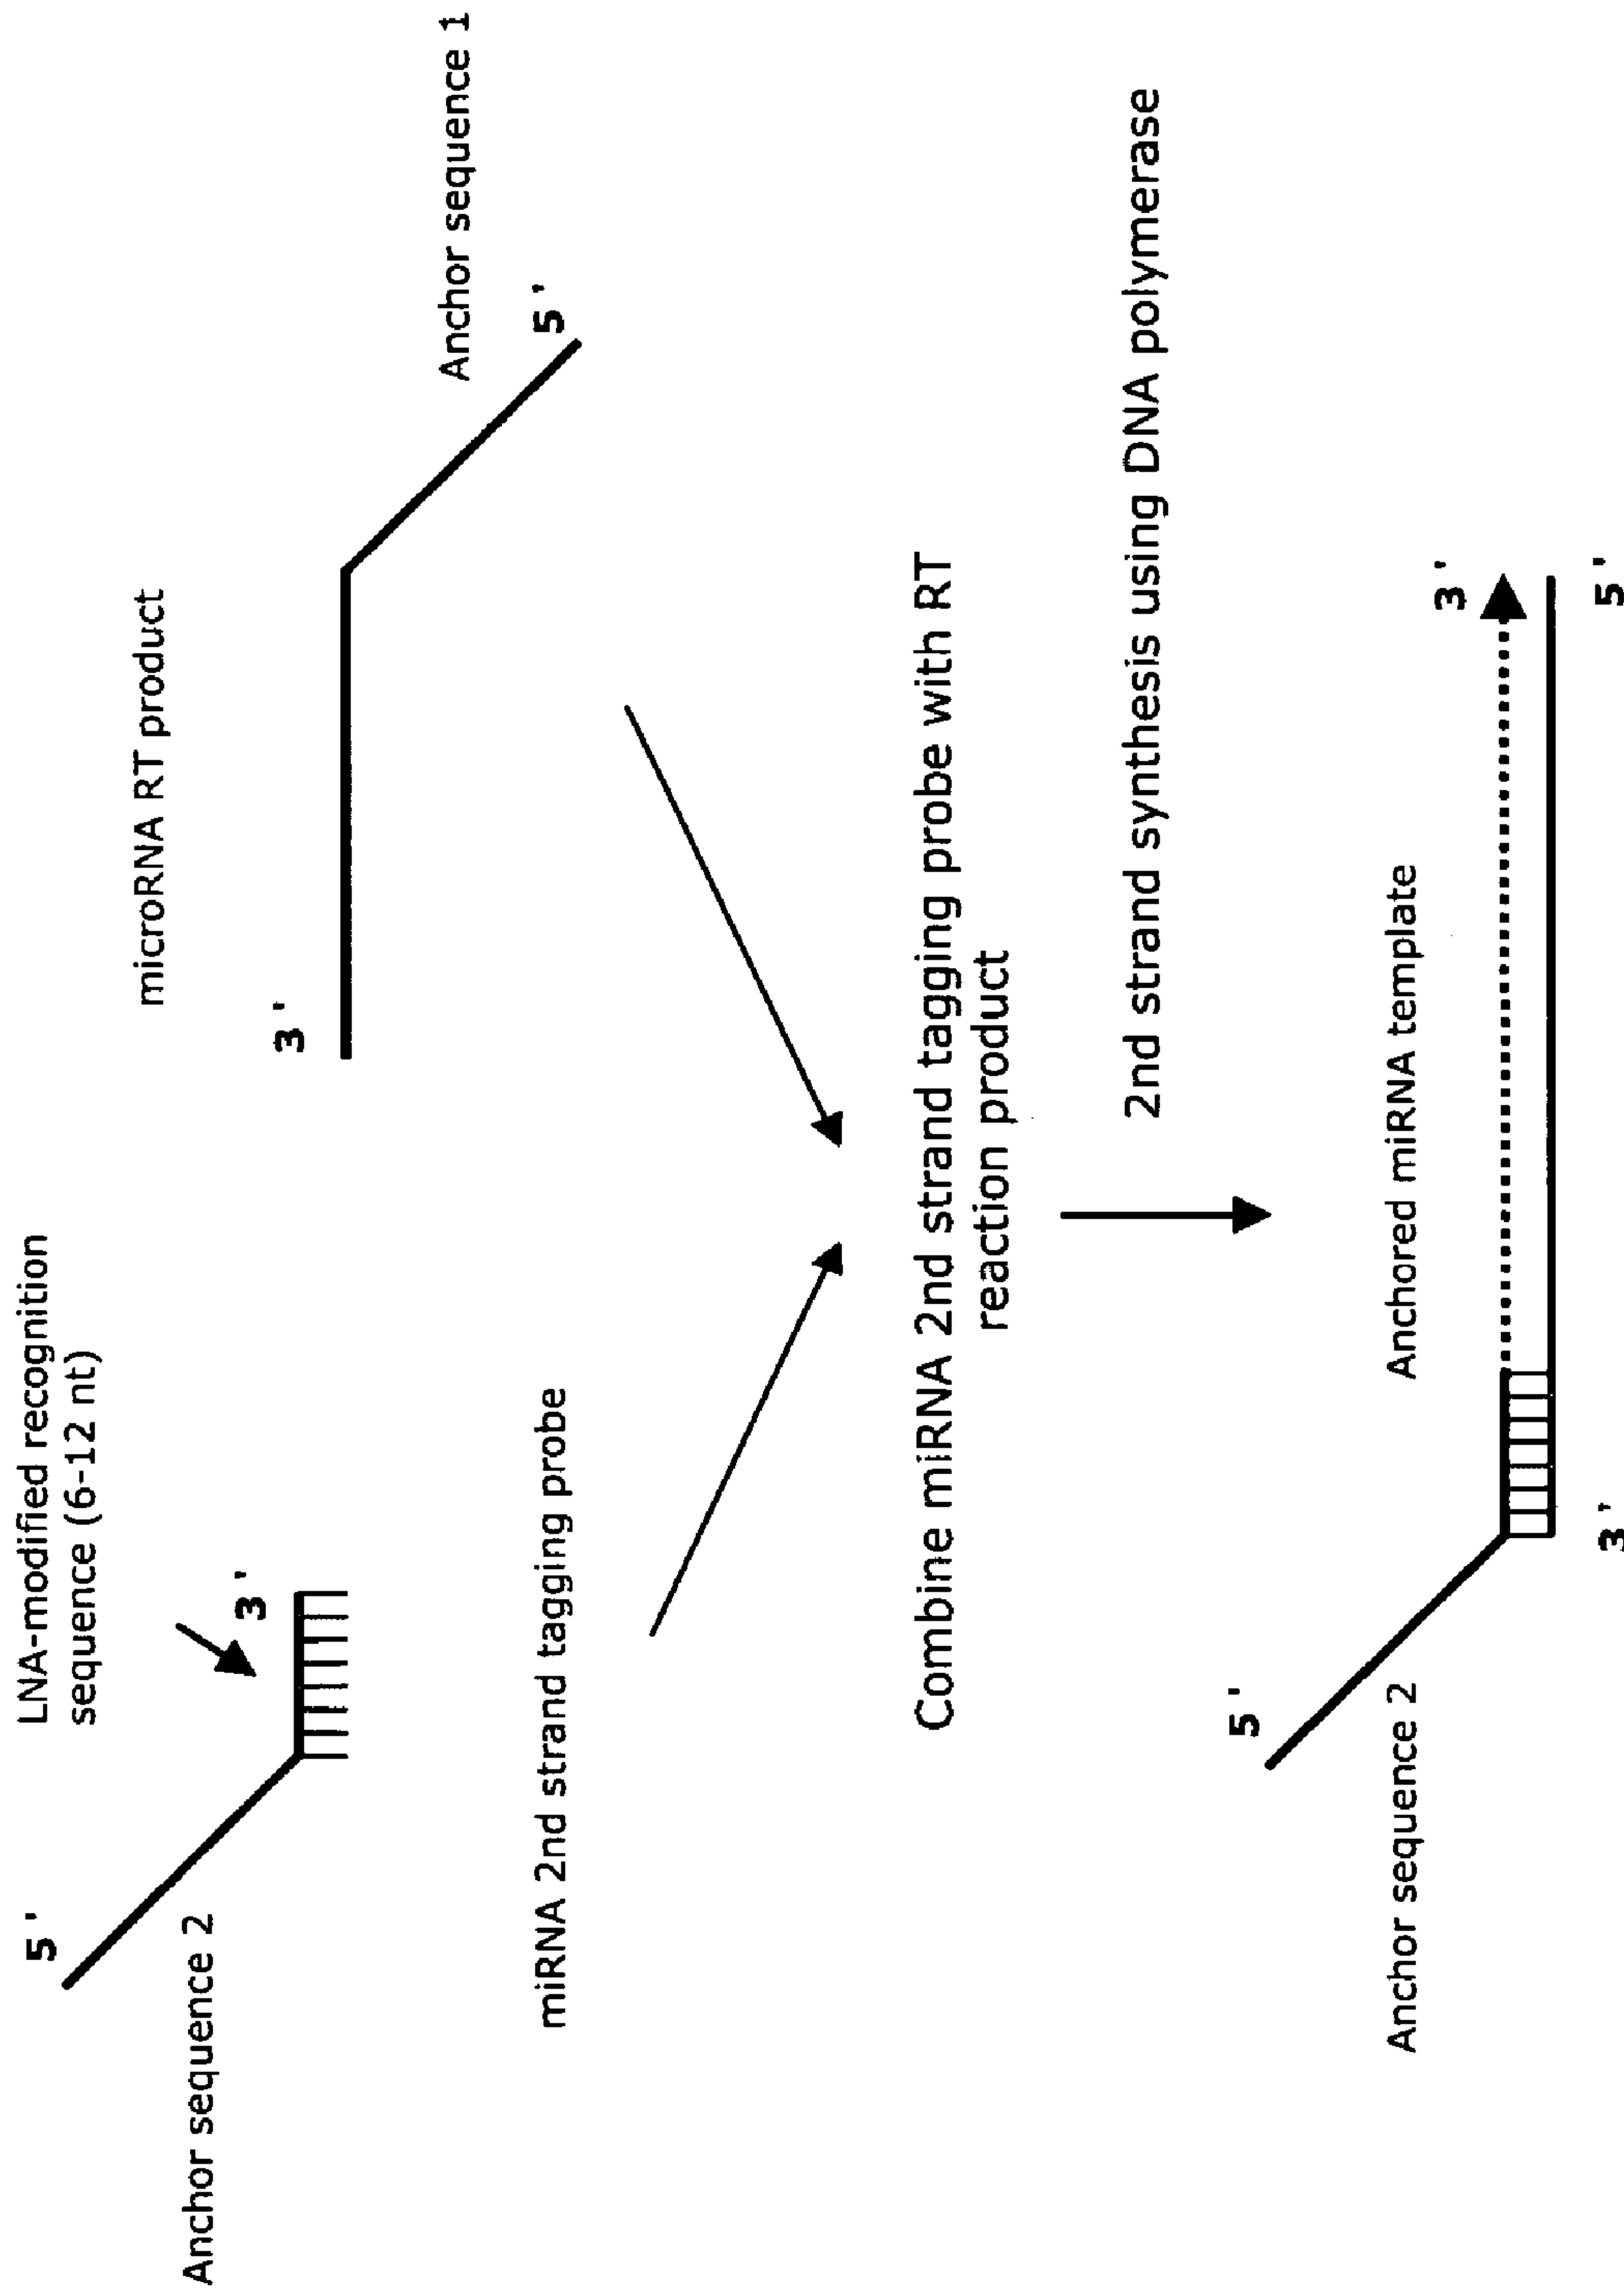 LNA-modified recognition
sequence (6-12 nt)
5'
3'
Anchor sequence 2
miRNA 2nd strand tagging probe
microRNA RT product
3'
Anchor sequence 1
5'
Combine miRNA 2nd strand tagging probe with RT
reaction product
2nd strand synthesis using DNA polymerase
5'
Anchor sequence 2
Anchored miRNA template
3'
3'
5'